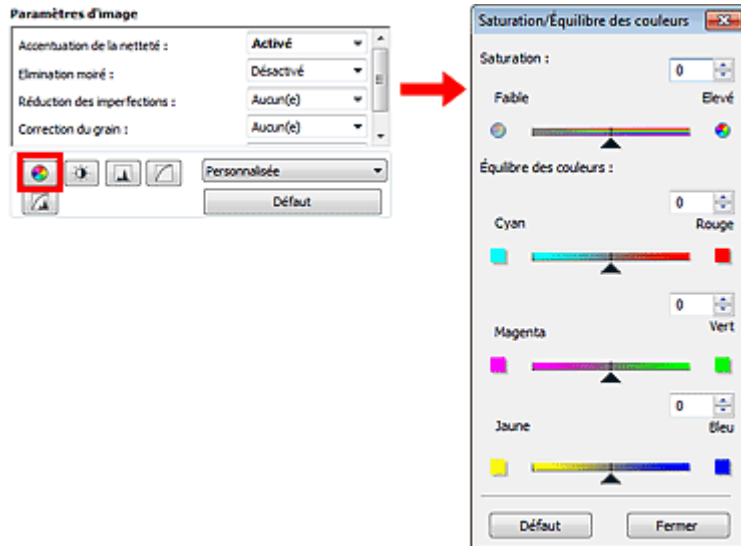 Paramètres d'image
Accentuation de la netteté : Activé
Elimination moiré : Désactivé
Réduction des imperfections : Aucun(e)
Correction du grain : Aucun(e)
Personnalisée
Défaut
Saturation/Équilibre des couleurs
Saturation :
0
Faible Elevé
Équilibre des couleurs :
0
Cyan Rouge
0
Magenta Vert
0
Jaune Bleu
Défaut Fermer